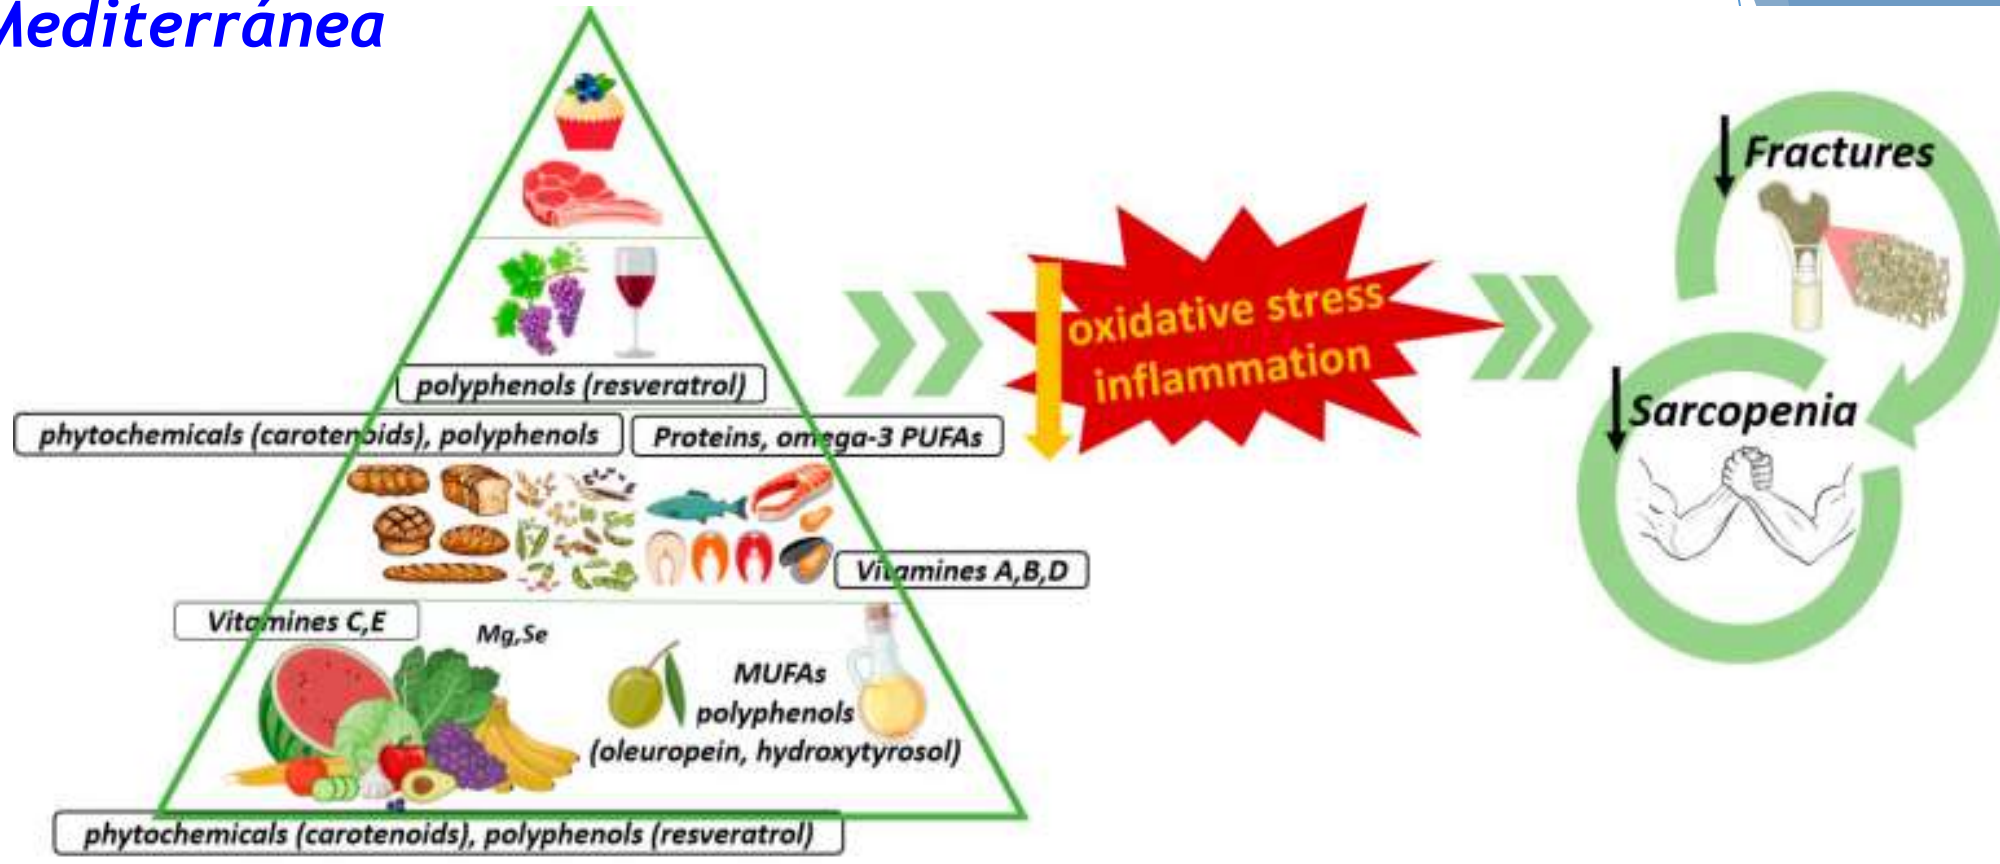 Mediterránea
polyphenols (resveratrol)
phytochemicals (carotenoids), polyphenols
Proteins, omega-3 PUFAs
Vitamines A,B,D
Vitamines C,E
Mg,Se
MUFAs
polyphenols
(oleuropein, hydroxytyrosol)
phytochemicals (carotenoids), polyphenols (resveratrol)
oxidative stress
inflammation
Fractures
Sarcopenia